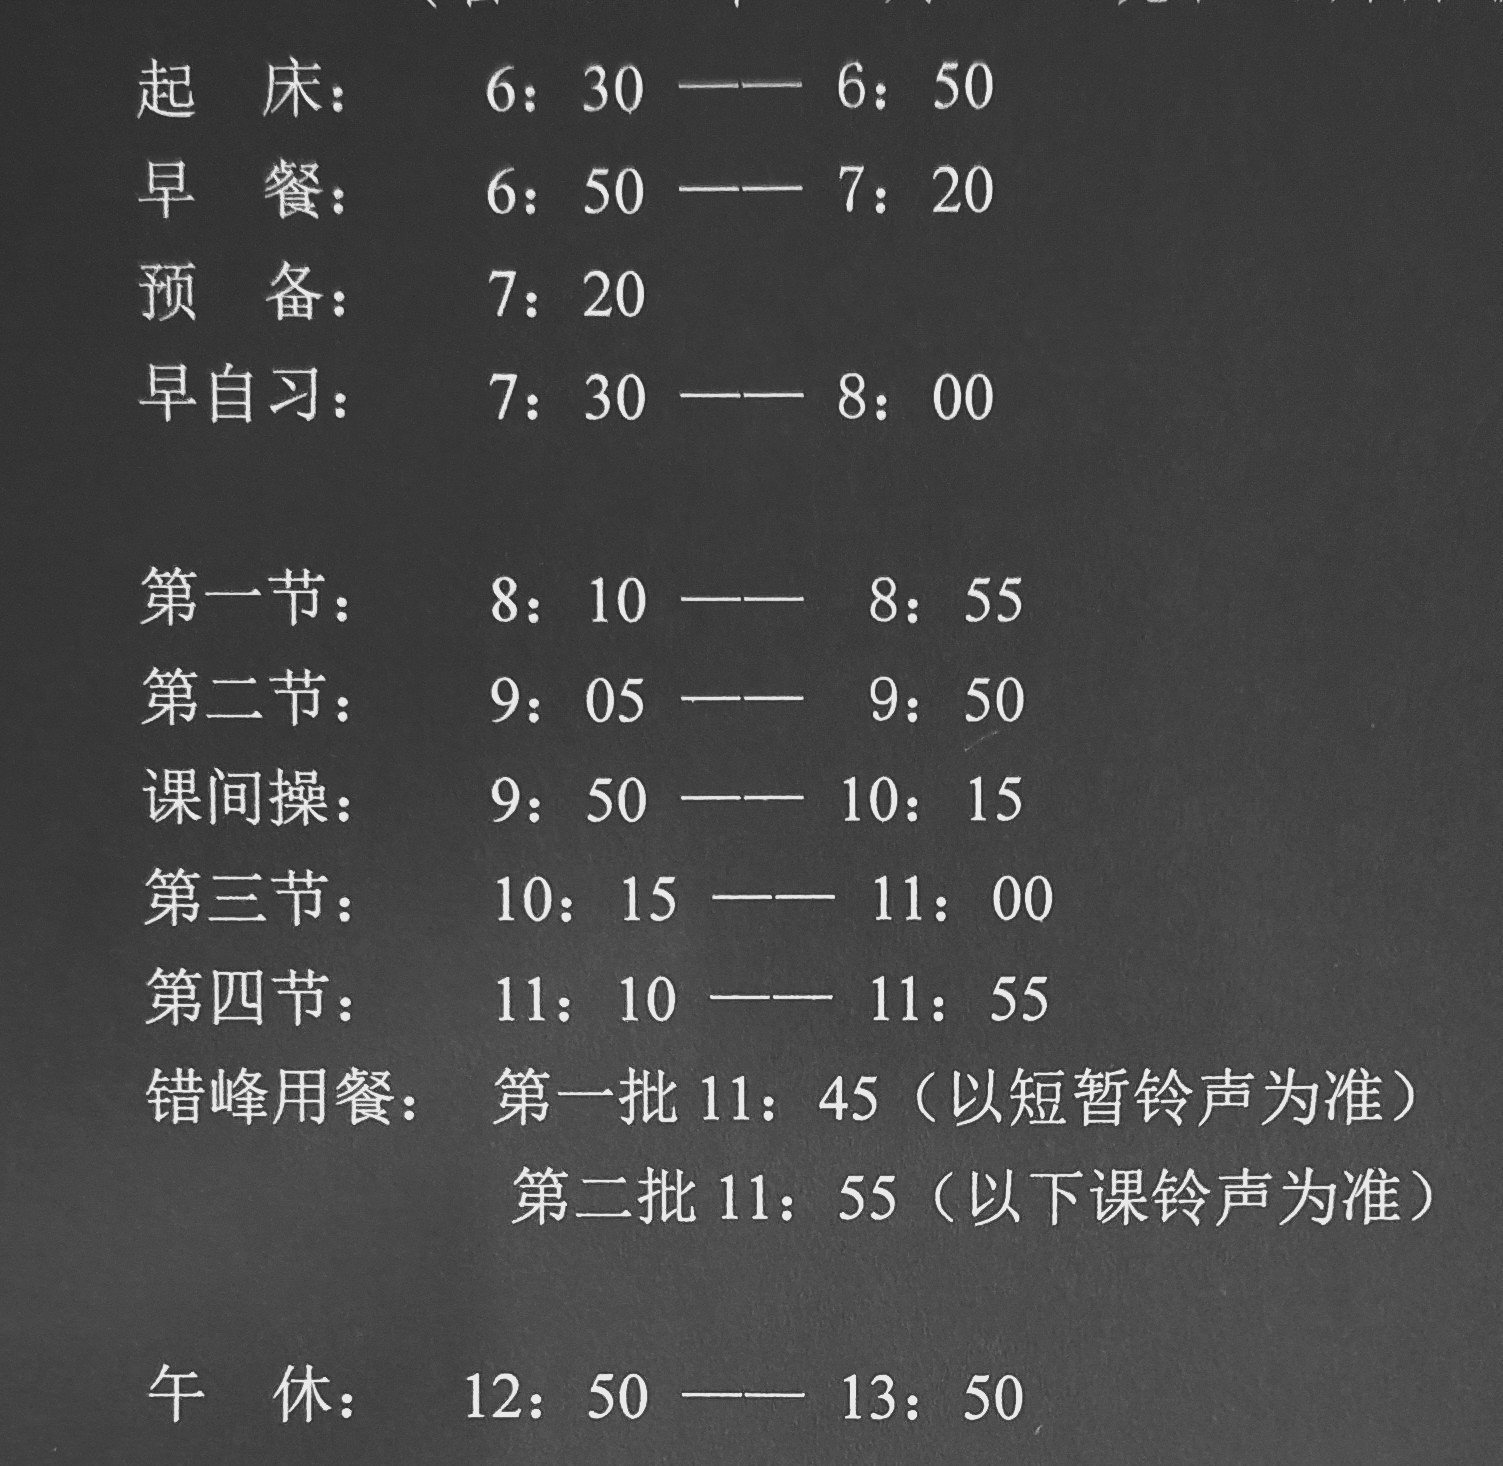 起 床： 6：30 —— 6：50
早 餐： 6：50 —— 7：20
预 备： 7：20
早自习： 7：30 —— 8：00
第一节： 8：10 —— 8：55
第二节： 9：05 —— 9：50
课间操： 9：50 —— 10：15
第三节： 10：15 —— 11：00
第四节： 11：10 —— 11：55
错峰用餐： 第一批 11：45（以短暂铃声为准）
第二批 11：55（以下课铃声为准）
午 休： 12：50 —— 13：50